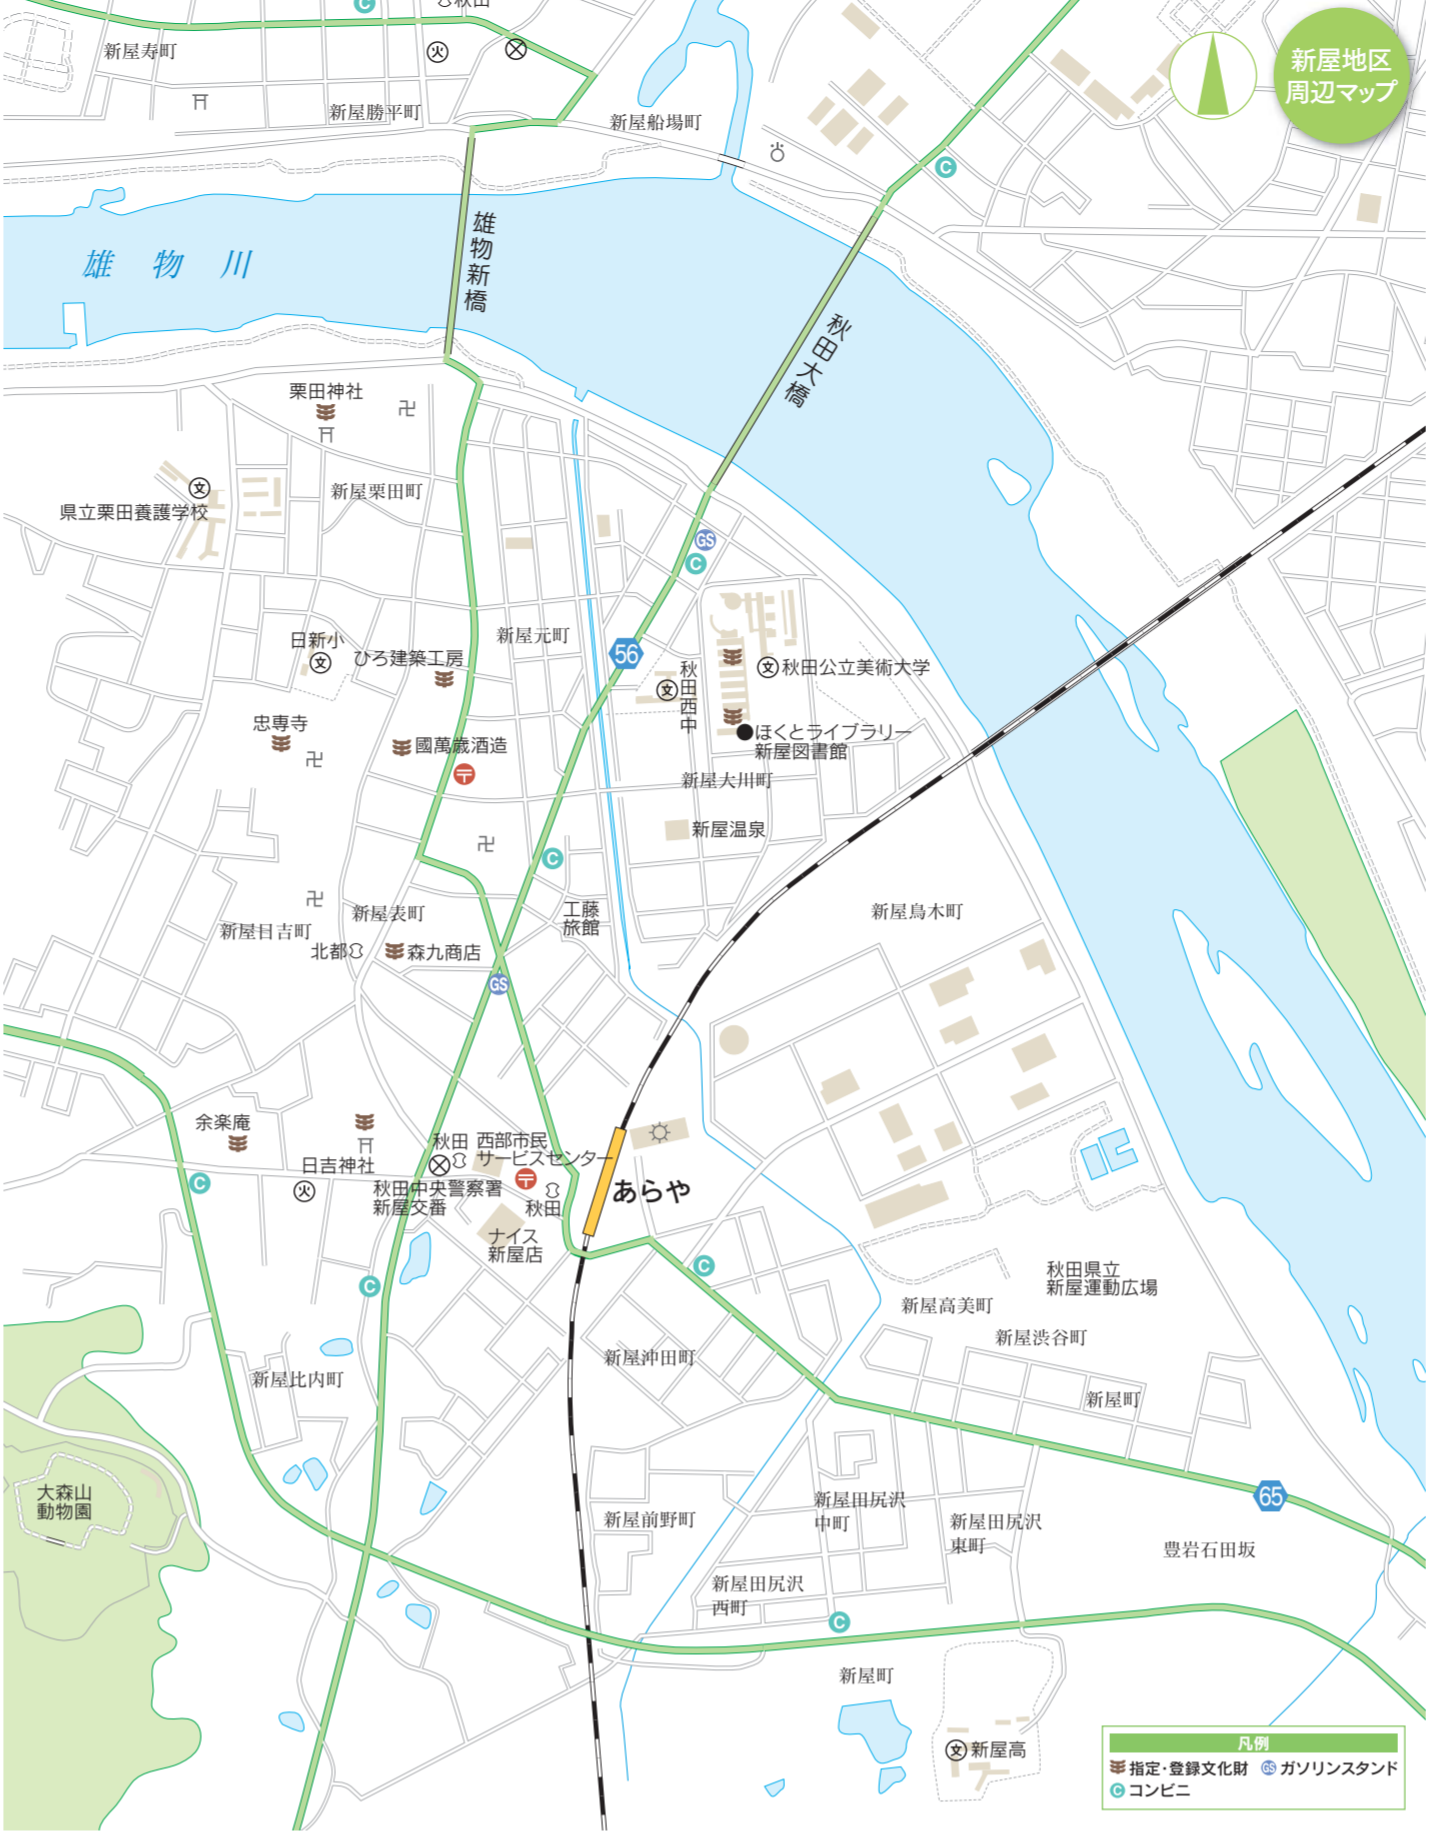 秋田
新屋寿町
火
新屋勝平町
新屋船場町
C
C
新屋地区
周辺マップ
雄物川
雄物新橋
秋田大橋
栗田神社
文
県立栗田養護学校
新屋栗田町
GS
C
日新小
文
ひろ建築工房
新屋元町
56
秋田西中
文
文
秋田公立美術大学
忠専寺
國萬歳酒造
ほくとライブラリー
新屋図書館
新屋大川町
新屋温泉
C
新屋表町
工藤
旅館
新屋鳥木町
新屋日吉町
北都
森九商店
GS
余楽庵
日吉神社
火
C
秋田
西部市民
サービスセンター
秋田中央警察署
新屋交番
秋田
あらや
ナイス
新屋店
C
C
秋田県立
新屋運動広場
新屋高美町
新屋渋谷町
新屋沖田町
新屋比内町
新屋町
65
大森山
動物園
新屋前野町
新屋田尻沢
中町
新屋田尻沢
東町
豊岩石田坂
新屋田尻沢
西町
C
新屋町
文
新屋高
凡例
指定・登録文化財
GS
ガソリンスタンド
C
コンビニ